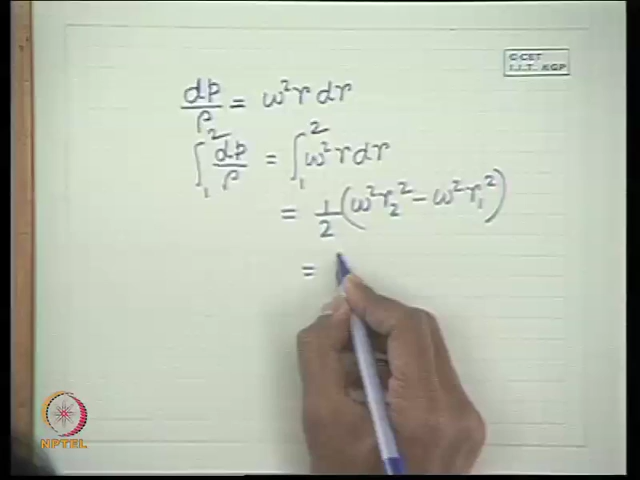 C CET
I.I.T. KGP
dp/ρ = ω²r dr
∫₁² dp/ρ = ∫₁² ω²r dr
= 1/2 (ω²r₂² − ω²r₁²)
=
NPTEL